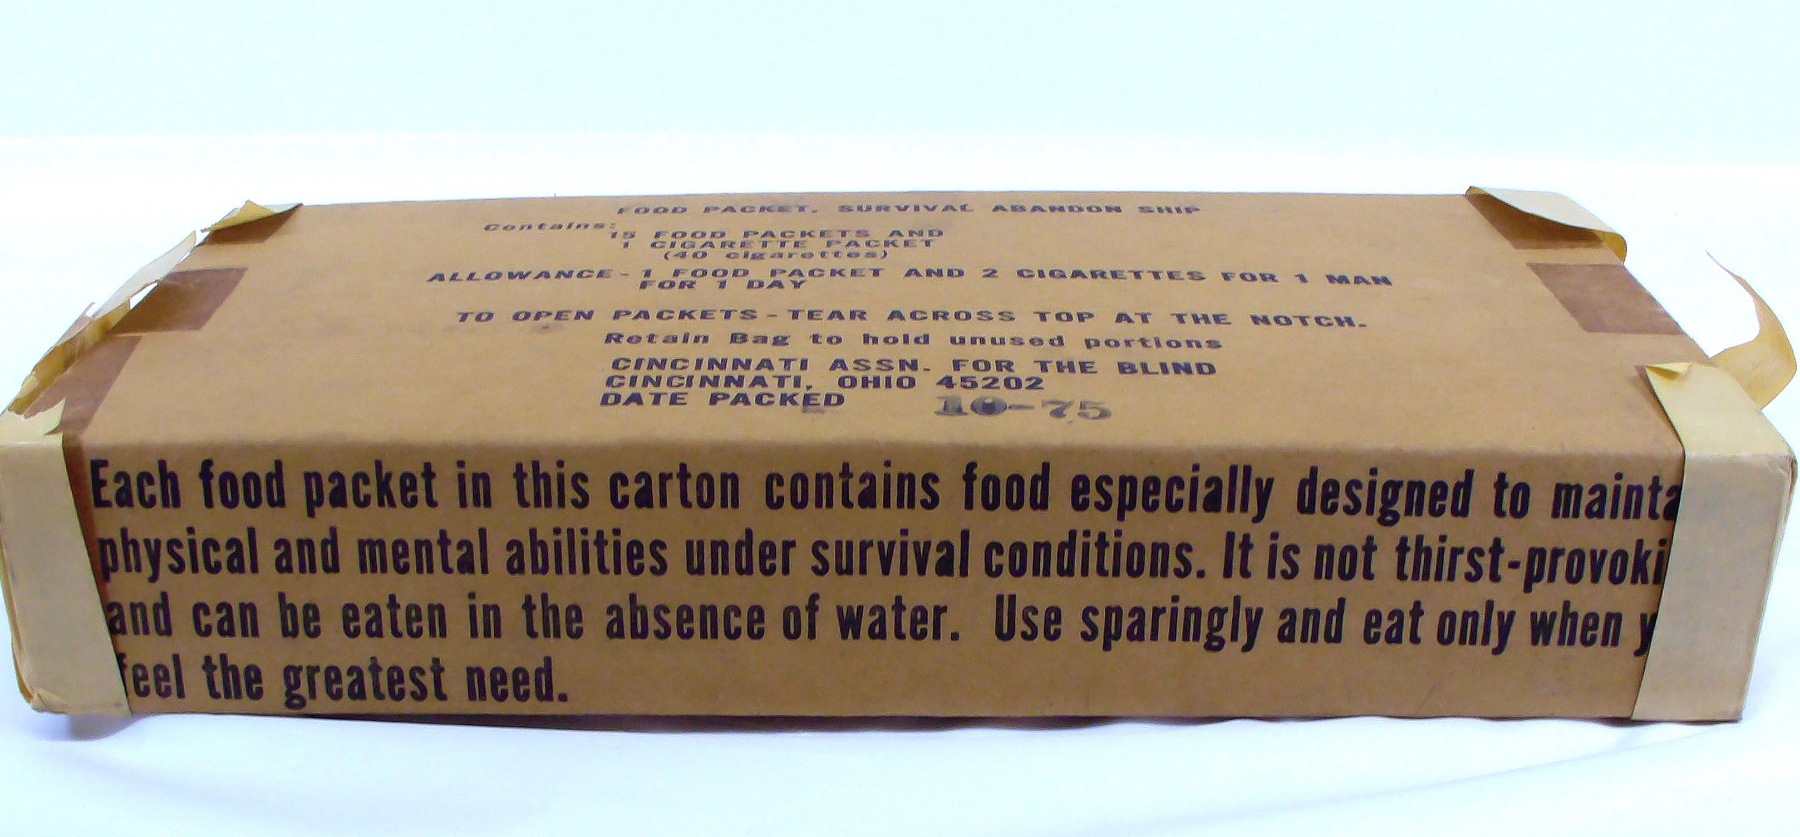 FOOD PACKET, SURVIVAL ABANDON SHIP
Contains:
15 FOOD PACKETS AND
1 CIGARETTE PACKET
(40 cigarettes)
ALLOWANCE - 1 FOOD PACKET AND 2 CIGARETTES FOR 1 MAN
FOR 1 DAY
TO OPEN PACKETS - TEAR ACROSS TOP AT THE NOTCH.
Retain Bag to hold unused portions
CINCINNATI ASSN. FOR THE BLIND
CINCINNATI, OHIO 45202
DATE PACKED 10-75
Each food packet in this carton contains food especially designed to mainta
physical and mental abilities under survival conditions. It is not thirst-provoki
and can be eaten in the absence of water. Use sparingly and eat only when y
feel the greatest need.